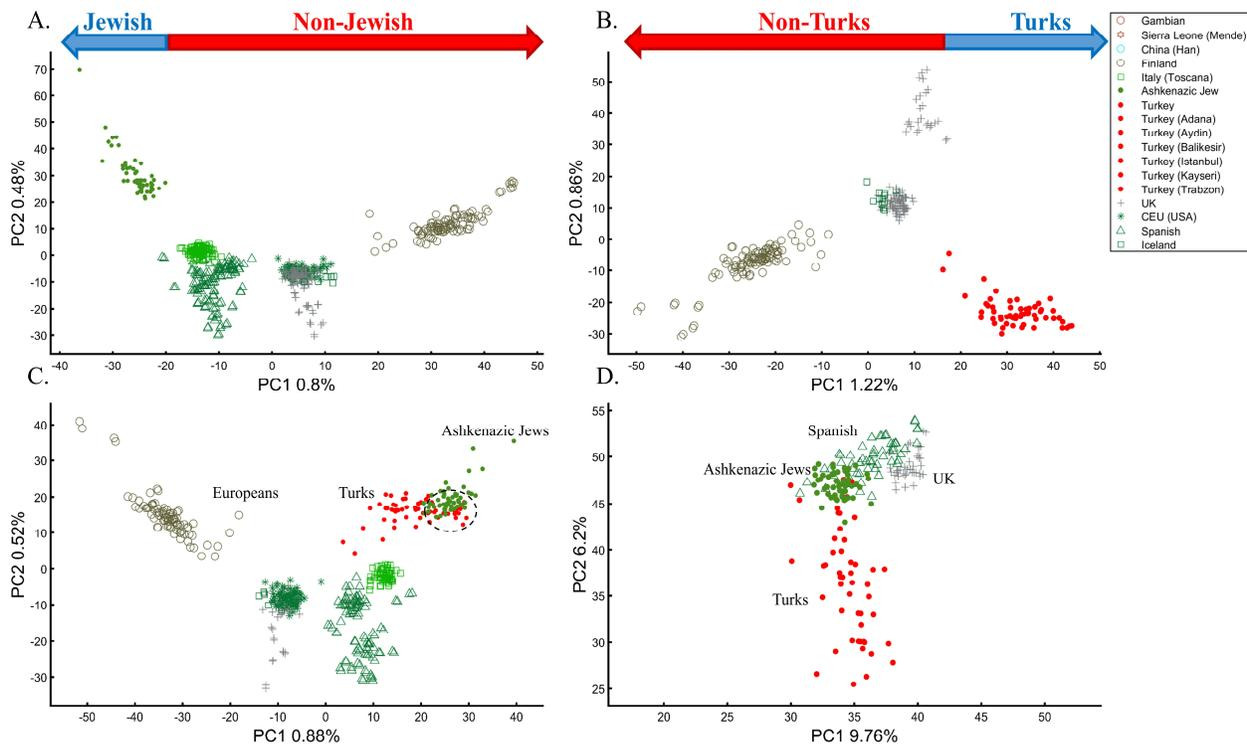 A.
Jewish
Non-Jewish
70
60
50
40
30
20
10
0
-10
-20
-30
PC2 0.48%
-40
-30
-20
-10
0
10
20
30
40
50
PC1 0.8%
B.
Non-Turks
Turks
50
40
30
20
10
0
-10
-20
-30
PC2 0.86%
-50
-40
-30
-20
-10
0
10
20
30
40
50
PC1 1.22%
Gambian
Sierra Leone (Mende)
China (Han)
Finland
Italy (Toscana)
Ashkenazic Jew
Turkey
Turkey (Adana)
Turkey (Aydin)
Turkey (Balikesir)
Turkey (Istanbul)
Turkey (Kayseri)
Turkey (Trabzon)
UK
CEU (USA)
Spanish
Iceland
C.
Ashkenazic Jews
Europeans
Turks
40
30
20
10
0
-10
-20
-30
PC2 0.52%
-50
-40
-30
-20
-10
0
10
20
30
40
PC1 0.88%
D.
Spanish
Ashkenazic Jews
UK
Turks
55
50
45
40
35
30
25
PC2 6.2%
20
25
30
35
40
45
50
PC1 9.76%